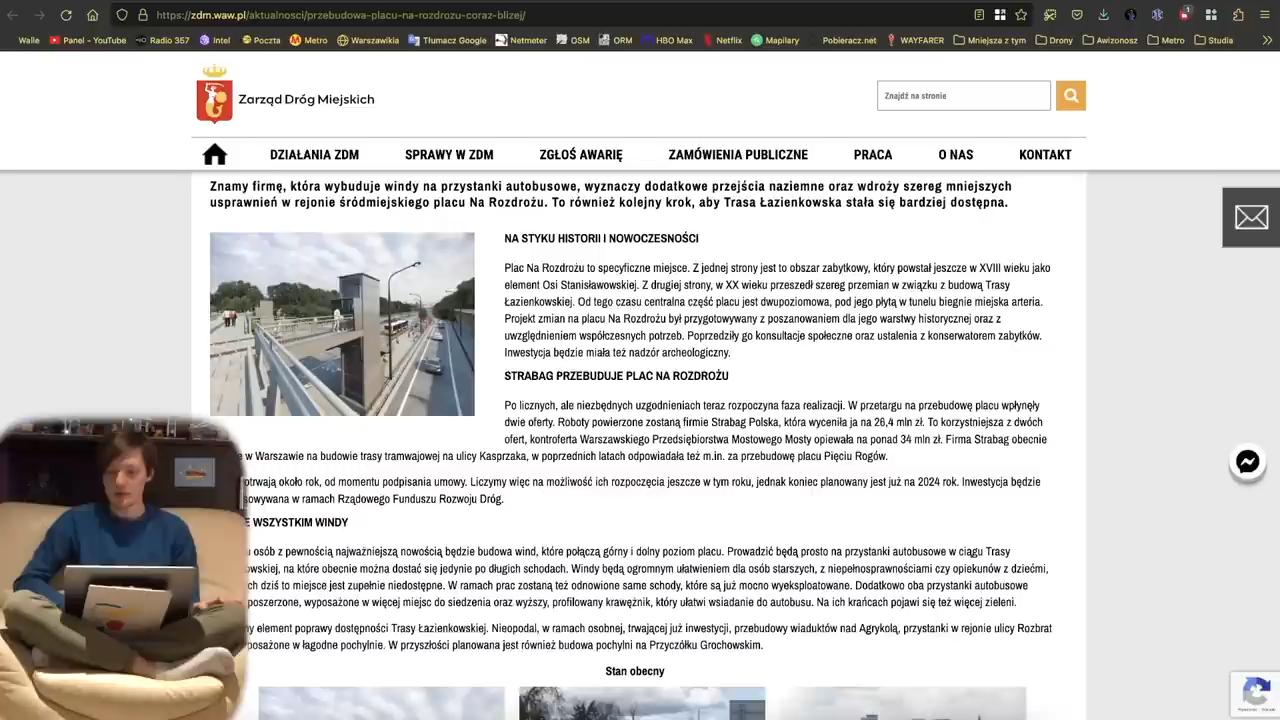 https://zdm.waw.pl/aktualnosci/przebudowa-placu-na-rozdrozu-coraz-blizej/
Walle Panel - YouTube Radio 357 Intel Poczta Metro Warszawikia Tłumacz Google Netmeter OSM ORM HBO Max Netflix Mapilary Pobieracz.net WAYFARER Mniejsza z tym Drony Awizonosz Metro Studia
Zarząd Dróg Miejskich
Znajdź na stronie
DZIAŁANIA ZDM SPRAWY W ZDM ZGŁOŚ AWARIĘ ZAMÓWIENIA PUBLICZNE PRACA O NAS KONTAKT
Znamy firmę, która wybuduje windy na przystanki autobusowe, wyznaczy dodatkowe przejścia naziemne oraz wdroży szereg mniejszych
usprawnień w rejonie śródmiejskiego placu Na Rozdrożu. To również kolejny krok, aby Trasa Łazienkowska stała się bardziej dostępna.
NA STYKU HISTORII I NOWOCZESNOŚCI
Plac Na Rozdrożu to specyficzne miejsce. Z jednej strony jest to obszar zabytkowy, który powstał jeszcze w XVIII wieku jako
element Osi Stanisławowskiej. Z drugiej strony, w XX wieku przeszedł szereg przemian w związku z budową Trasy
Łazienkowskiej. Od tego czasu centralna część placu jest dwupoziomowa, pod jego płytą w tunelu biegnie miejska arteria.
Projekt zmian na placu Na Rozdrożu był przygotowywany z poszanowaniem dla jego warstwy historycznej oraz z
uwzględnieniem współczesnych potrzeb. Poprzedziły go konsultacje społeczne oraz ustalenia z konserwatorem zabytków.
Inwestycja będzie miała też nadzór archeologiczny.
STRABAG PRZEBUDUJE PLAC NA ROZDROŻU
Po licznych, ale niezbędnych uzgodnieniach teraz rozpoczyna faza realizacji. W przetargu na przebudowę placu wpłynęły
dwie oferty. Roboty powierzone zostaną firmie Strabag Polska, która wyceniła ja na 26,4 mln zł. To korzystniejsza z dwóch
ofert, kontroferta Warszawskiego Przedsiębiorstwa Mostowego Mosty opiewała na ponad 34 mln zł. Firma Strabag obecnie
e w Warszawie na budowie trasy tramwajowej na ulicy Kasprzaka, w poprzednich latach odpowiadała też m.in. za przebudowę placu Pięciu Rogów.
otrwają około rok, od momentu podpisania umowy. Liczymy więc na możliwość ich rozpoczęcia jeszcze w tym roku, jednak koniec planowany jest już na 2024 rok. Inwestycja będzie
sowywana w ramach Rządowego Funduszu Rozwoju Dróg.
E WSZYSTKIM WINDY
osób z pewnością najważniejszą nowością będzie budowa wind, które połączą górny i dolny poziom placu. Prowadzić będą prosto na przystanki autobusowe w ciągu Trasy
owskiej, na które obecnie można dostać się jedynie po długich schodach. Windy będą ogromnym ułatwieniem dla osób starszych, z niepełnosprawnościami czy opiekunów z dziećmi,
ch dziś to miejsce jest zupełnie niedostępne. W ramach prac zostaną też odnowione same schody, które są już mocno wyeksploatowane. Dodatkowo oba przystanki autobusowe
poszerzone, wyposażone w więcej miejsc do siedzenia oraz wyższy, profilowany krawężnik, który ułatwi wsiadanie do autobusu. Na ich krańcach pojawi się też więcej zieleni.
ny element poprawy dostępności Trasy Łazienkowskiej. Nieopodal, w ramach osobnej, trwającej już inwestycji, przebudowy wiaduktów nad Agrykolą, przystanki w rejonie ulicy Rozbrat
posażone w łagodne pochylnie. W przyszłości planowana jest również budowa pochylni na Przyczółku Grochowskim.
Stan obecny